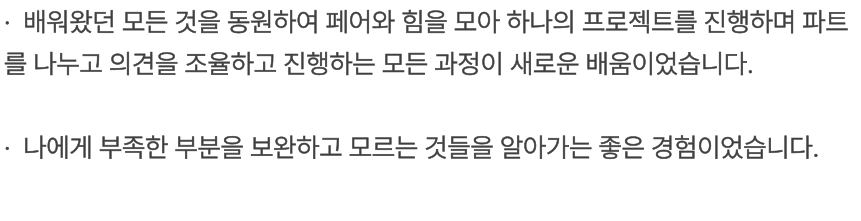 · 배워왔던 모든 것을 동원하여 페어와 힘을 모아 하나의 프로젝트를 진행하며 파트
를 나누고 의견을 조율하고 진행하는 모든 과정이 새로운 배움이었습니다.
· 나에게 부족한 부분을 보완하고 모르는 것들을 알아가는 좋은 경험이었습니다.